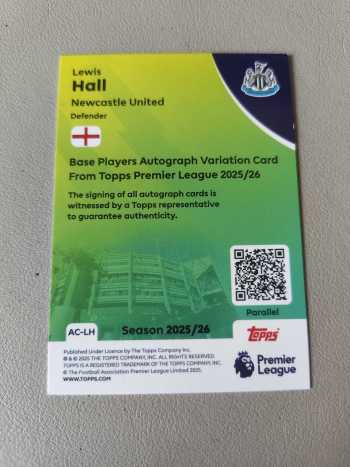 Lewis
Hall
Newcastle United
Defender
Base Players Autograph Variation Card
From Topps Premier League 2025/26
The signing of all autograph cards is
witnessed by a Topps representative
to guarantee authenticity.
Parallel
AC-LH
Season 2025/26
topps
Published Under Licence by The Topps Company Inc.
® & © 2025 THE TOPPS COMPANY, INC. ALL RIGHTS RESERVED.
TOPPS IS A REGISTERED TRADEMARK OF THE TOPPS COMPANY, INC.
© The Football Association Premier League Limited 2025.
WWW.TOPPS.COM
Premier
League